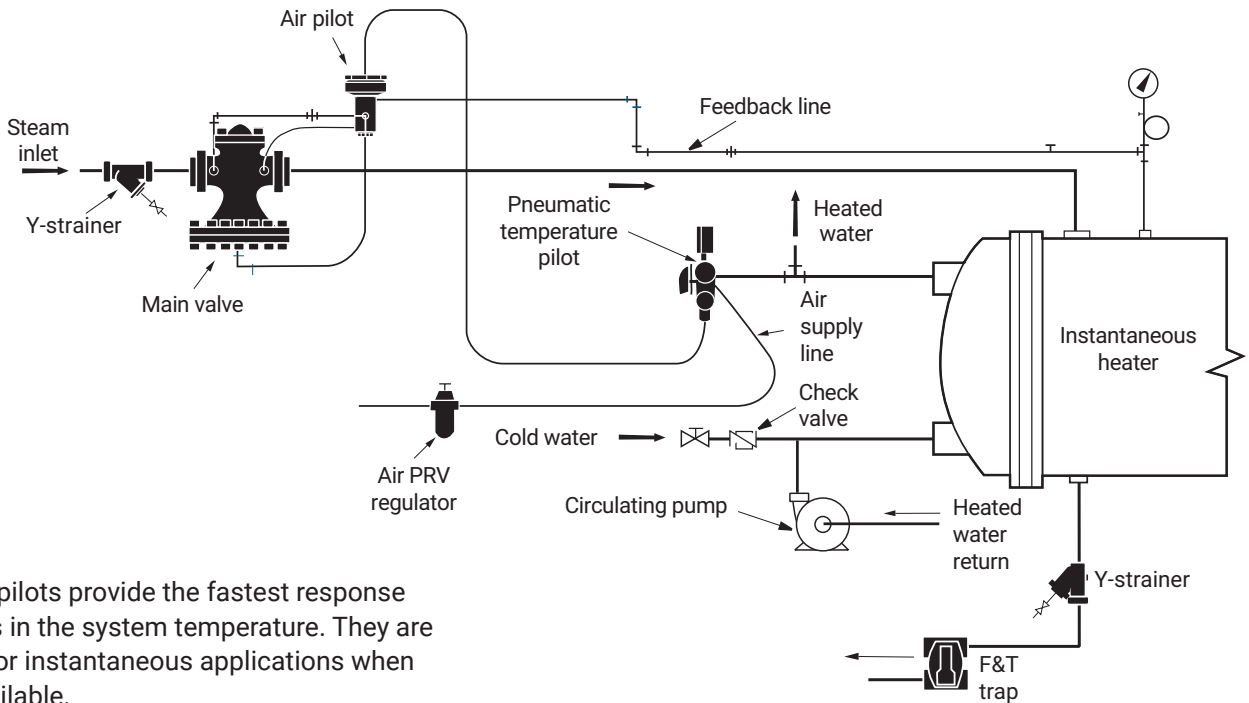 Air pilot
Steam
inlet
Feedback line
Y-strainer
Pneumatic
temperature
pilot
Heated
water
Main valve
Air
supply
line
Instantaneous
heater
Check
valve
Cold water
Air PRV
regulator
Circulating pump
Heated
water
return
pilots provide the fastest response
in the system temperature. They are
instantaneous applications when
Y-strainer
F&T
trap